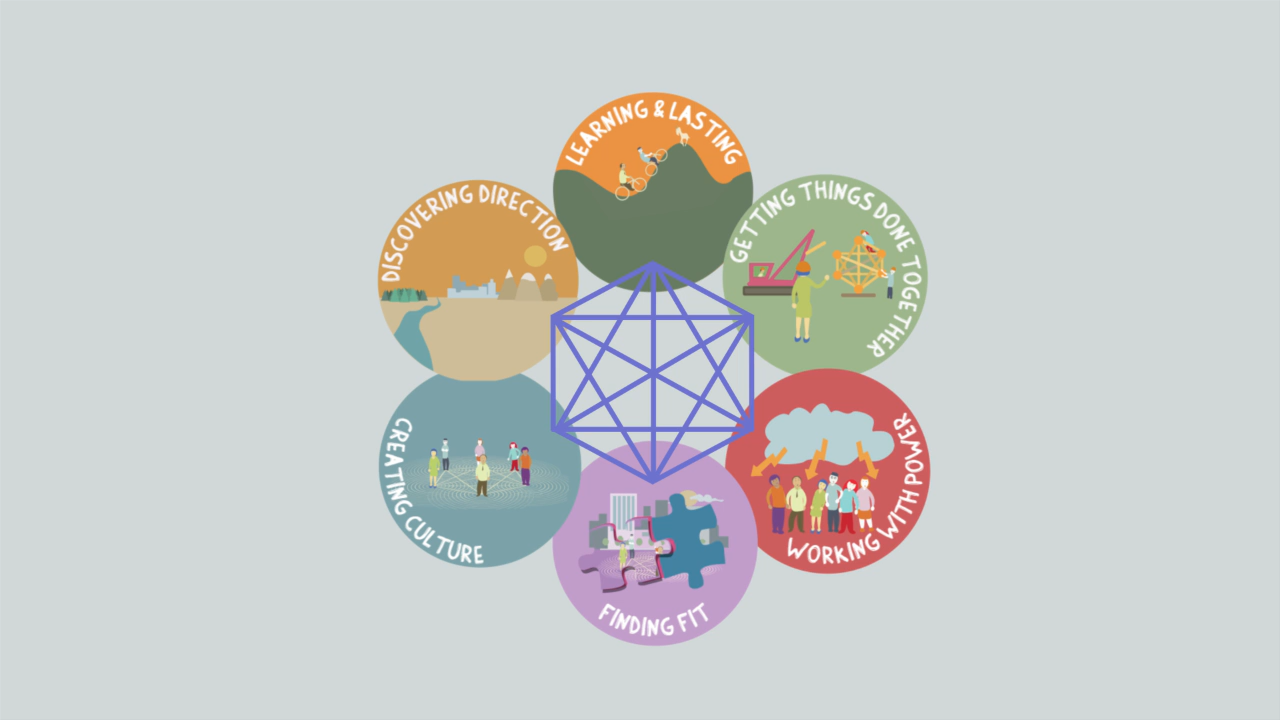 LEARNING & LASTING
GETTING THINGS DONE TOGETHER
WORKING WITH POWER
FINDING FIT
CREATING CULTURE
DISCOVERING DIRECTION